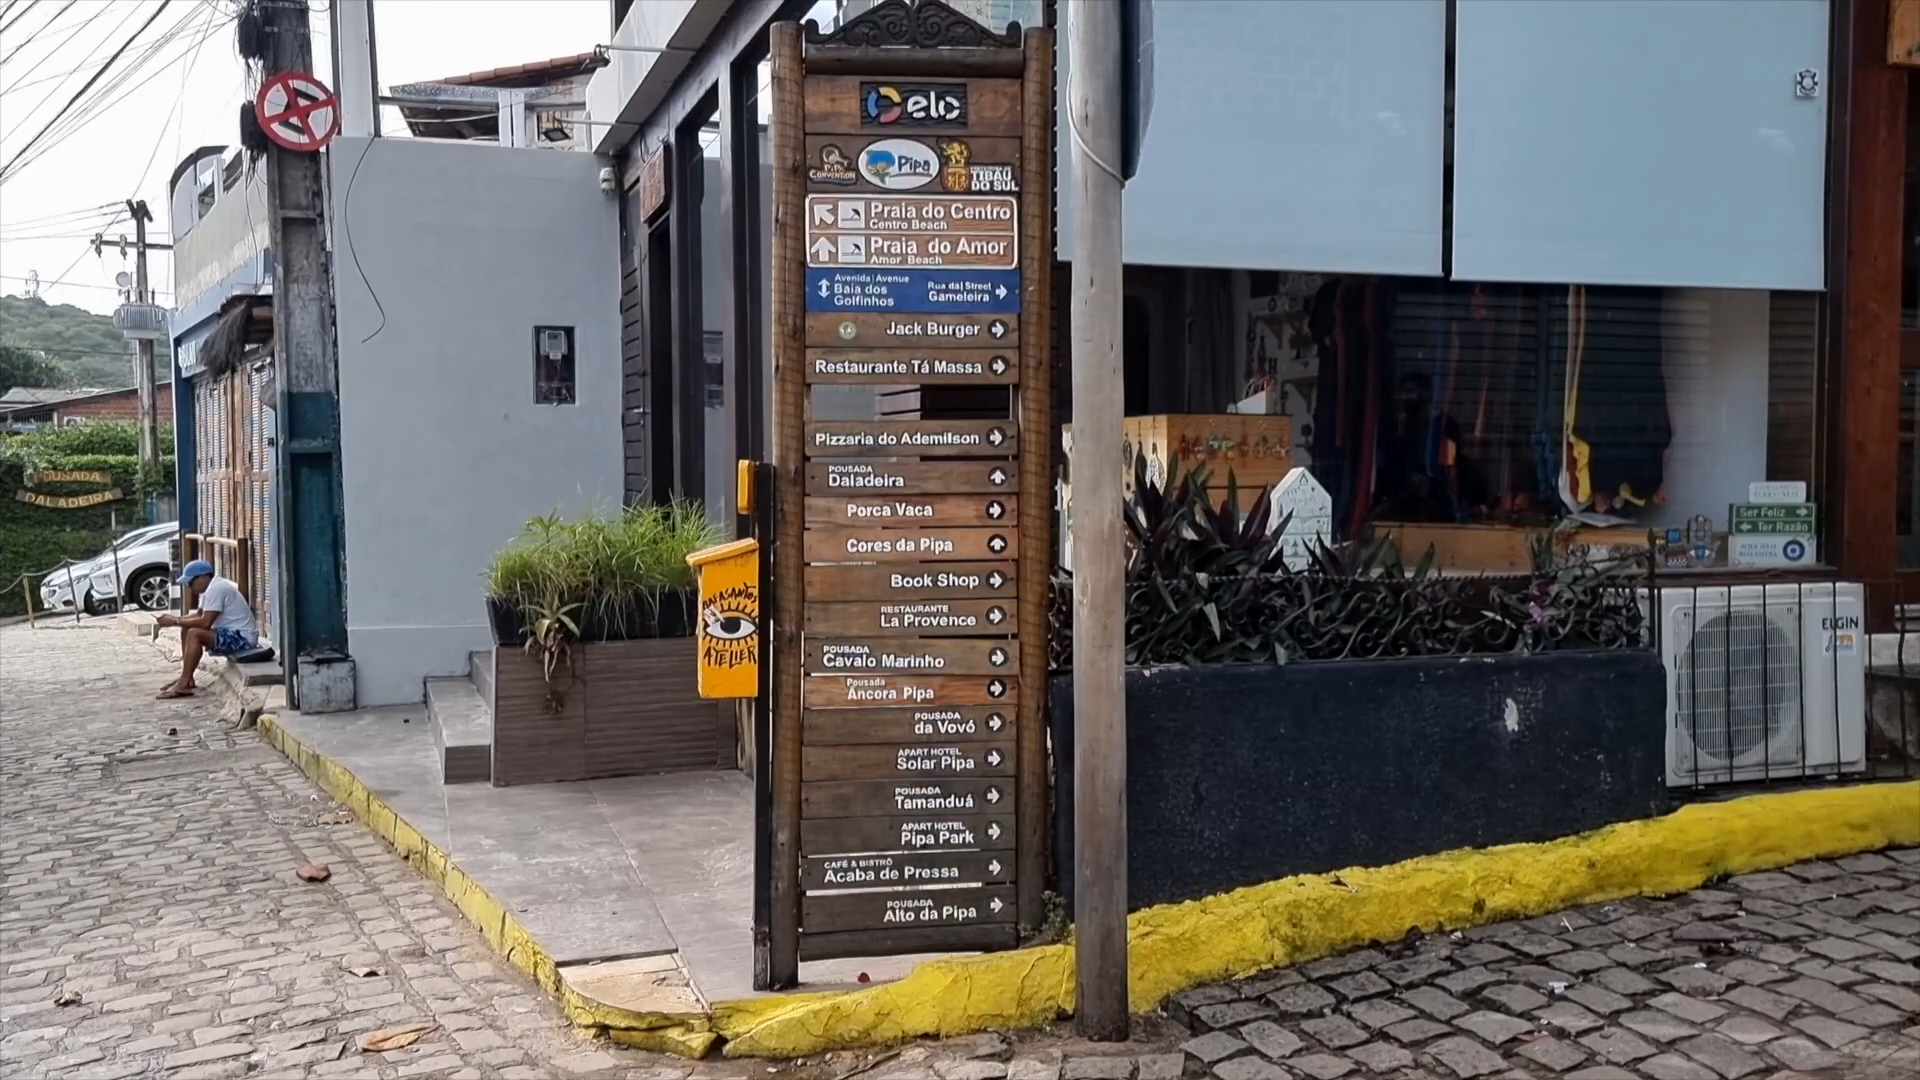 elo
PIPA
CONVENTION
Pipa
TIBAU
DO SUL
Praia do Centro
Centro Beach
Praia do Amor
Amor Beach
Avenida | Avenue
Baía dos
Golfinhos
Rua da | Street
Gameleira
Jack Burger
Restaurante Tá Massa
Pizzaria do Ademilson
POUSADA
Daladeira
Porca Vaca
Cores da Pipa
Book Shop
RESTAURANTE
La Provence
POUSADA
Cavalo Marinho
Pousada
Âncora Pipa
POUSADA
da Vovó
APART HOTEL
Solar Pipa
POUSADA
Tamanduá
APART HOTEL
Pipa Park
CAFÉ & BISTRÔ
Acaba de Pressa
POUSADA
Alto da Pipa
POUSADA
DALADEIRA
RAFASANTOS
ATELIER
Ser Feliz
Ter Razão
ELGIN